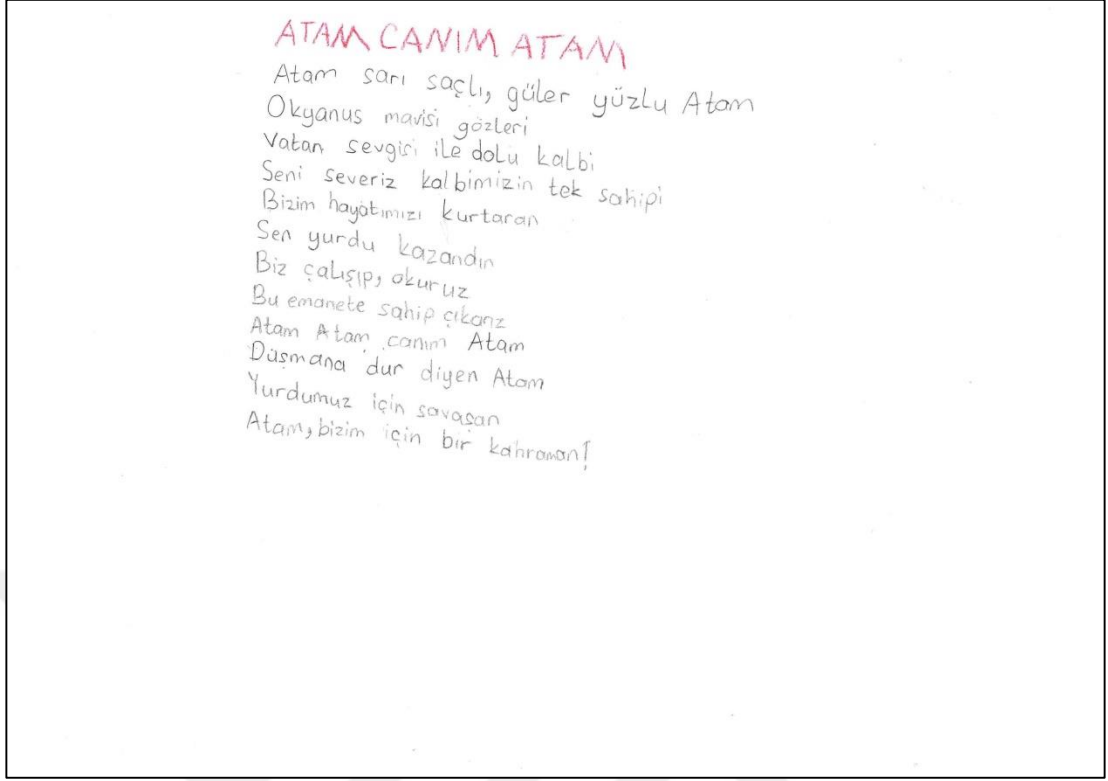 ATAM CANIM ATAM
Atam sarı saçlı, güler yüzlu Atam
Okyanus mavisi gözleri
Vatan sevgisi ile dolu kalbi
Seni severiz kalbimizin tek sahipi
Bizim hayatımızı kurtaran
Sen yurdu kazandın
Biz çalışıp, okuruz
Bu emanete sahip çıkarız
Atam Atam canım Atam
Düşmana dur diyen Atam
Yurdumuz için savaşan
Atam, bizim için bir kahraman!